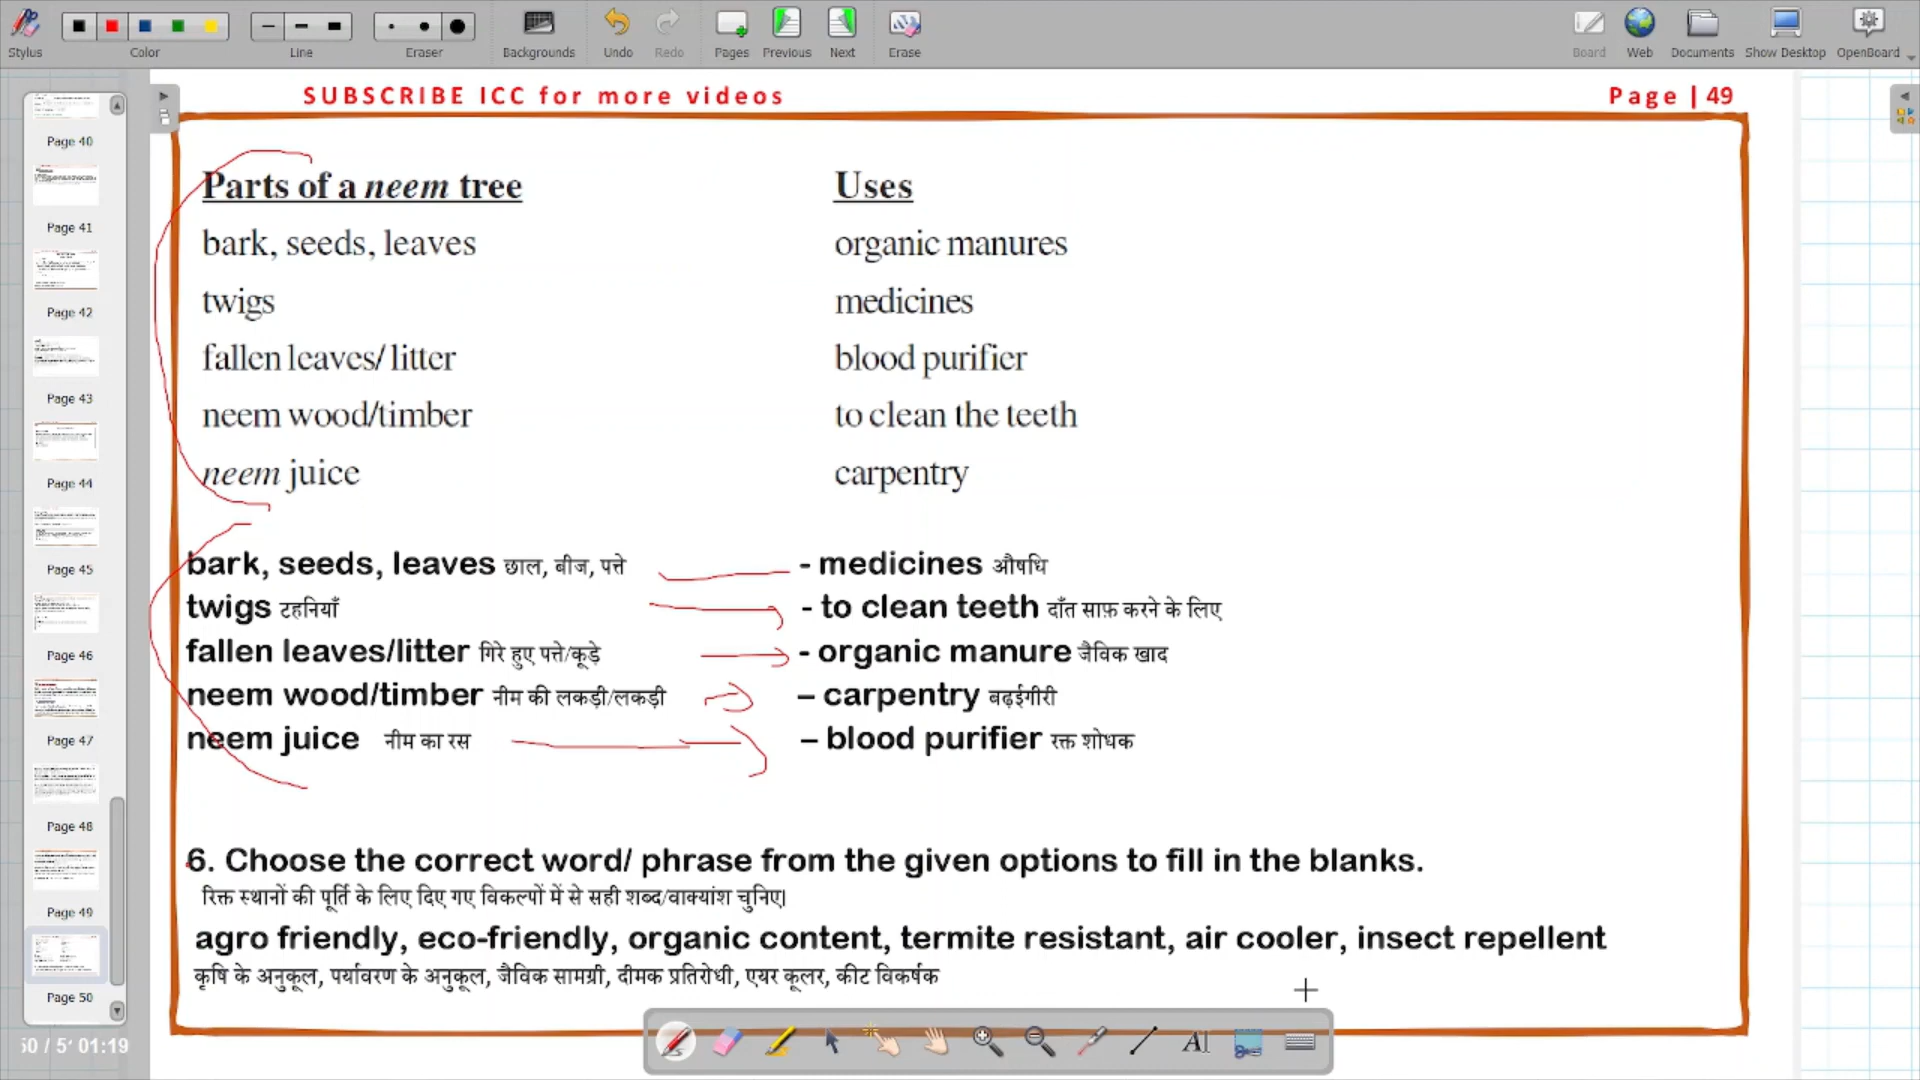 Stylus Color Line Eraser Backgrounds Undo Redo Pages Previous Next Erase Board Web Documents Show Desktop OpenBoard
SUBSCRIBE ICC for more videos
Page | 49
Page 40
Page 41
Page 42
Page 43
Page 44
Page 45
Page 46
Page 47
Page 48
Page 49
Page 50
01:19
Parts of a neem tree Uses
bark, seeds, leaves organic manures
twigs medicines
fallen leaves/ litter blood purifier
neem wood/timber to clean the teeth
neem juice carpentry
bark, seeds, leaves छाल, बीज, पत्ते - medicines औषधि
twigs टहनियाँ - to clean teeth दाँत साफ़ करने के लिए
fallen leaves/litter गिरे हुए पत्ते/कूड़े - organic manure जैविक खाद
neem wood/timber नीम की लकड़ी/लकड़ी – carpentry बढ़ईगीरी
neem juice नीम का रस – blood purifier रक्त शोधक
6. Choose the correct word/ phrase from the given options to fill in the blanks.
रिक्त स्थानों की पूर्ति के लिए दिए गए विकल्पों में से सही शब्द/वाक्यांश चुनिए।
agro friendly, eco-friendly, organic content, termite resistant, air cooler, insect repellent
कृषि के अनुकूल, पर्यावरण के अनुकूल, जैविक सामग्री, दीमक प्रतिरोधी, एयर कूलर, कीट विकर्षक